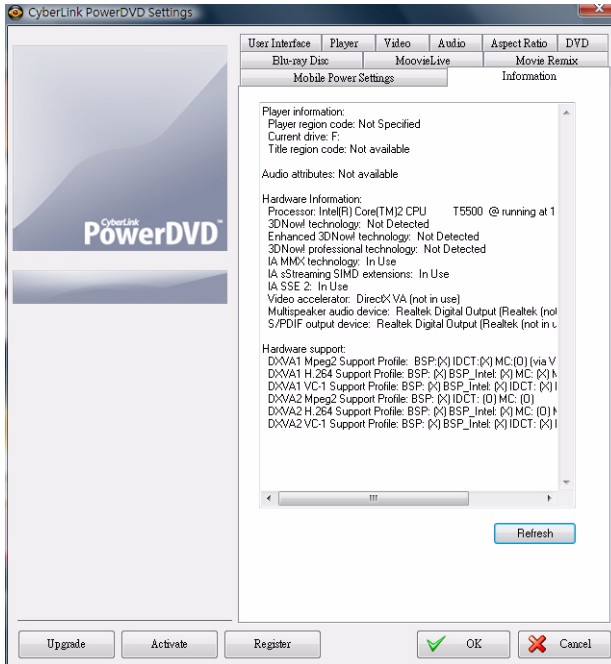 CyberLink PowerDVD Settings
User Interface Player Video Audio Aspect Ratio DVD
Blu-ray Disc MoovieLive Movie Remix
Mobile Power Settings Information
CyberLink
PowerDVD
Player information:
Player region code: Not Specified
Current drive: F:
Title region code: Not available
Audio attributes: Not available
Hardware Information:
Processor: Intel(R) Core(TM)2 CPU T5500 @ running at 1
3DNow! technology: Not Detected
Enhanced 3DNow! technology: Not Detected
3DNow! professional technology: Not Detected
IA MMX technology: In Use
IA sStreaming SIMD extensions: In Use
IA SSE 2: In Use
Video accelerator: DirectX VA (not in use)
Multispeaker audio device: Realtek Digital Output (Realtek (not
S/PDIF output device: Realtek Digital Output (Realtek (not in u
Hardware support:
DXVA1 Mpeg2 Support Profile: BSP:(X) IDCT:(X) MC:(O) (via V
DXVA1 H.264 Support Profile: BSP: (X) BSP_Intel: (X) MC: (X)
DXVA1 VC-1 Support Profile: BSP: (X) BSP_Intel: (X) IDCT: (X)
DXVA2 Mpeg2 Support Profile: BSP: (X) IDCT: (O) MC: (O)
DXVA2 H.264 Support Profile: BSP: (X) BSP_Intel: (X) MC: (O)
DXVA2 VC-1 Support Profile: BSP: (X) BSP_Intel: (X) IDCT: (X)
Refresh
Upgrade Activate Register OK Cancel